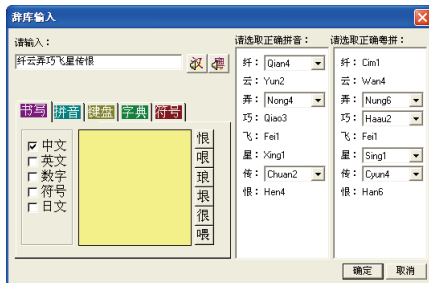 辞库输入
请输入：
纤云弄巧飞星传恨
汉 弹
书写 拼音 键盘 字典 符号
中文
英文
数字
符号
日文
恨
哏
琅
垠
很
喂
请选取正确拼音：
纤： Qian4
云： Yun2
弄： Nong4
巧： Qiao3
飞： Fei1
星： Xing1
传： Chuan2
恨： Hen4
请选取正确粤拼：
纤： Cim1
云： Wan4
弄： Nung6
巧： Haau2
飞： Fei1
星： Sing1
传： Cyun4
恨： Han6
确定 取消